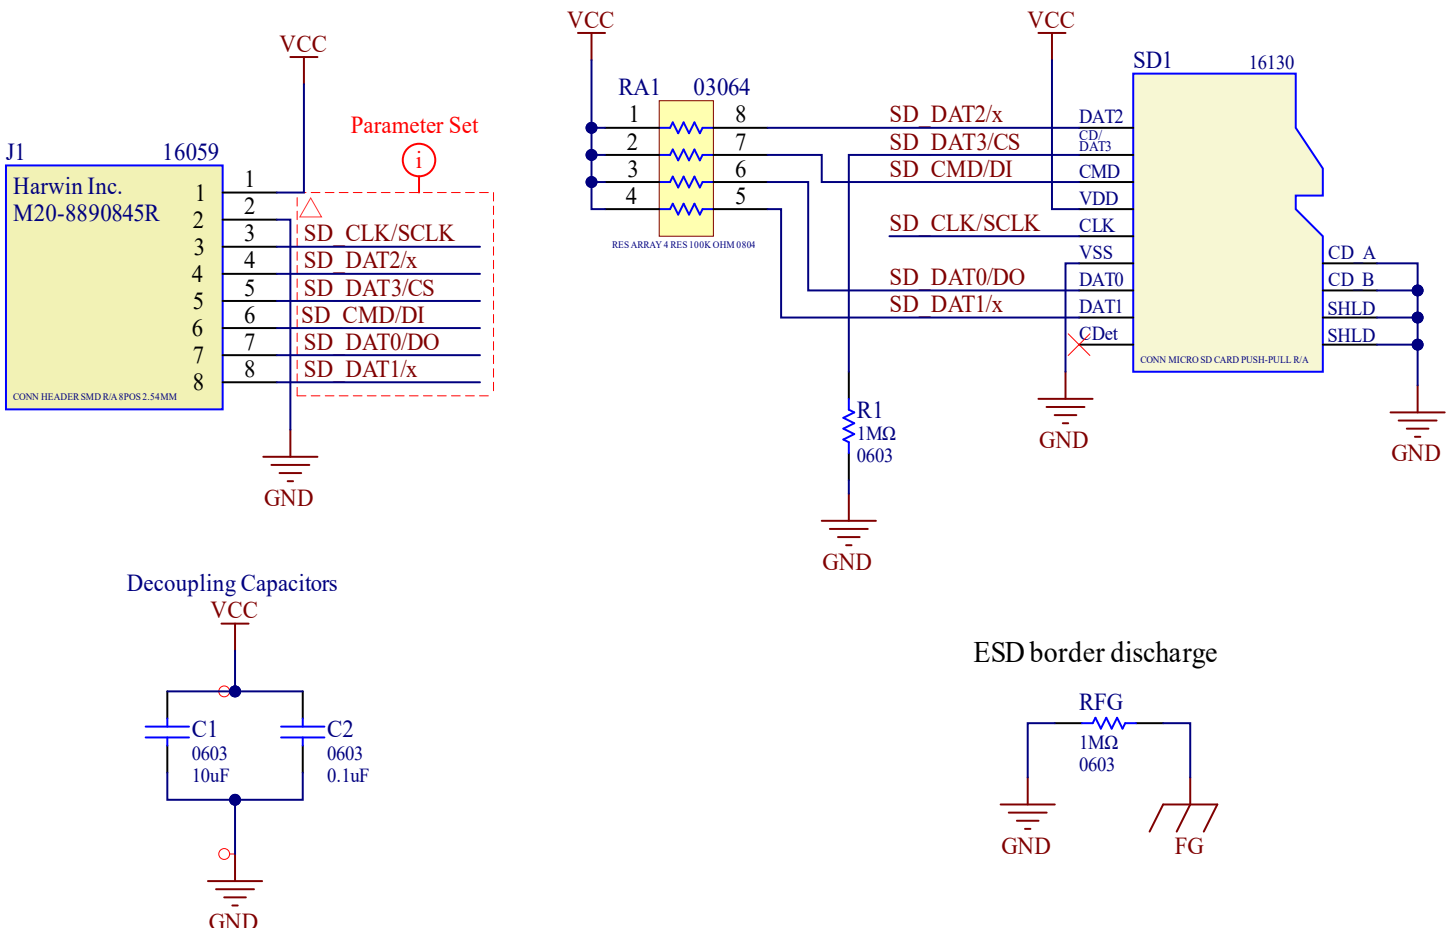 VCC
Parameter Set
i
J1 16059
Harwin Inc.
M20-8890845R
1 1
2 2
3 3 SD_CLK/SCLK
4 4 SD_DAT2/x
5 5 SD_DAT3/CS
6 6 SD_CMD/DI
7 7 SD_DAT0/DO
8 8 SD_DAT1/x
CONN HEADER SMD R/A 8POS 2.54MM
GND
VCC
RA1 03064
1 8
2 7
3 6
4 5
RES ARRAY 4 RES 100K OHM 0804
VCC
SD1 16130
SD_DAT2/x DAT2
SD_DAT3/CS CD/
DAT3
SD_CMD/DI CMD
VDD
SD_CLK/SCLK CLK
VSS
SD_DAT0/DO DAT0
SD_DAT1/x DAT1
CDet
CD_A
CD_B
SHLD
SHLD
CONN MICRO SD CARD PUSH-PULL R/A
GND
GND
R1
1MΩ
0603
GND
Decoupling Capacitors
VCC
C1
0603
10uF
C2
0603
0.1uF
GND
ESD border discharge
RFG
1MΩ
0603
GND
FG